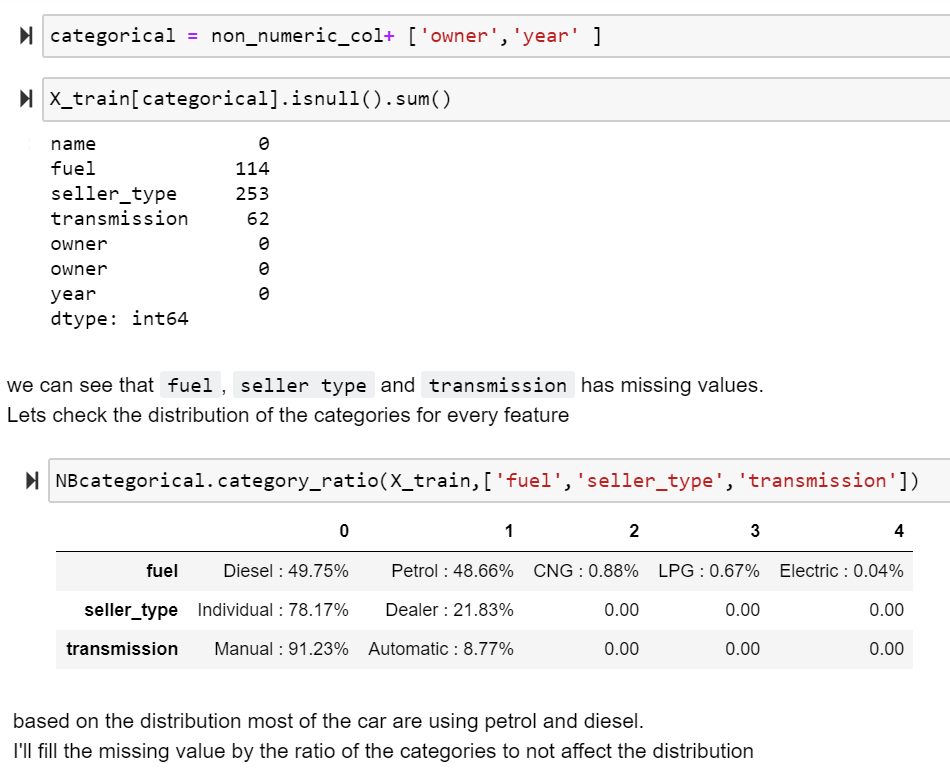 categorical = non_numeric_col+ ['owner','year' ]
X_train[categorical].isnull().sum()
name 0
fuel 114
seller_type 253
transmission 62
owner 0
owner 0
year 0
dtype: int64
we can see that fuel , seller type and transmission has missing values.
Lets check the distribution of the categories for every feature
NBcategorical.category_ratio(X_train,['fuel','seller_type','transmission'])
0 1 2 3 4
fuel Diesel : 49.75% Petrol : 48.66% CNG : 0.88% LPG : 0.67% Electric : 0.04%
seller_type Individual : 78.17% Dealer : 21.83% 0.00 0.00 0.00
transmission Manual : 91.23% Automatic : 8.77% 0.00 0.00 0.00
based on the distribution most of the car are using petrol and diesel.
I'll fill the missing value by the ratio of the categories to not affect the distribution